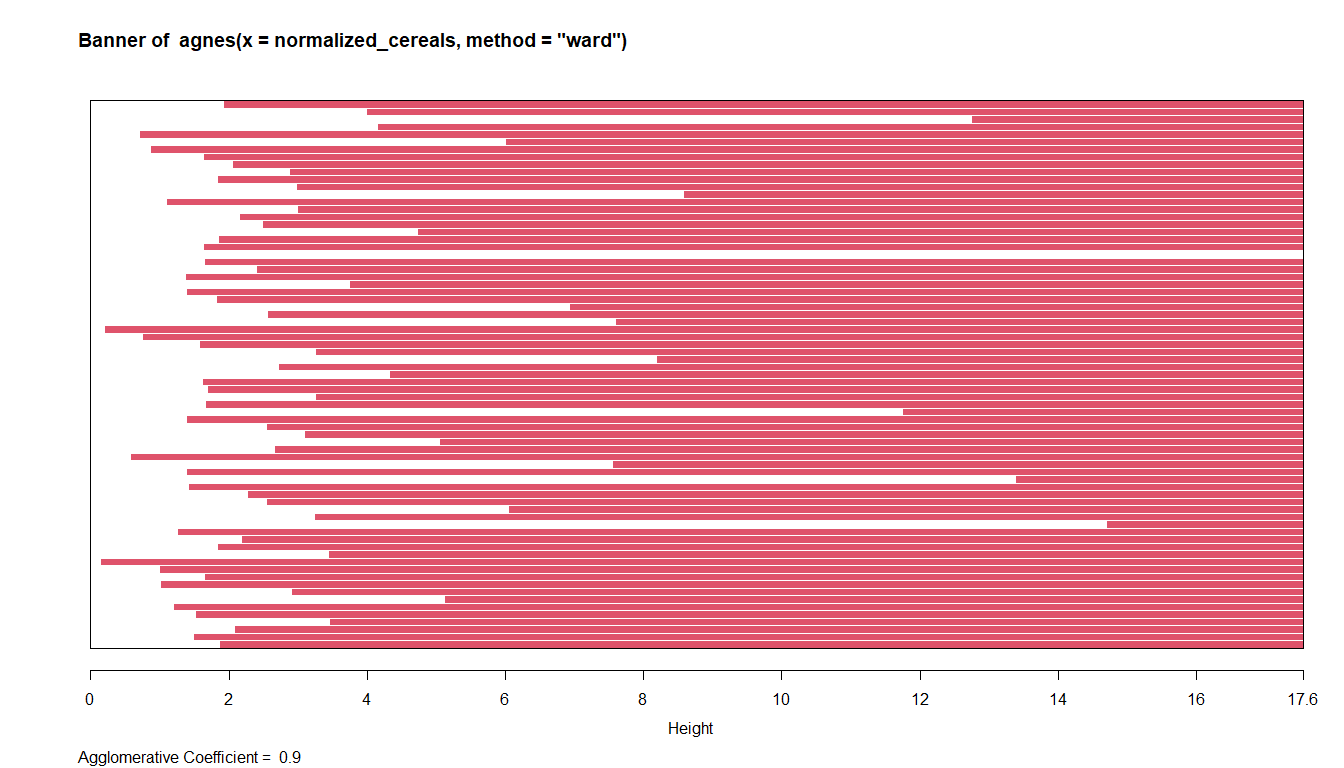 Banner of  agnes(x = normalized_cereals, method = "ward")
0 2 4 6 8 10 12 14 16 17.6
Height
Agglomerative Coefficient =  0.9